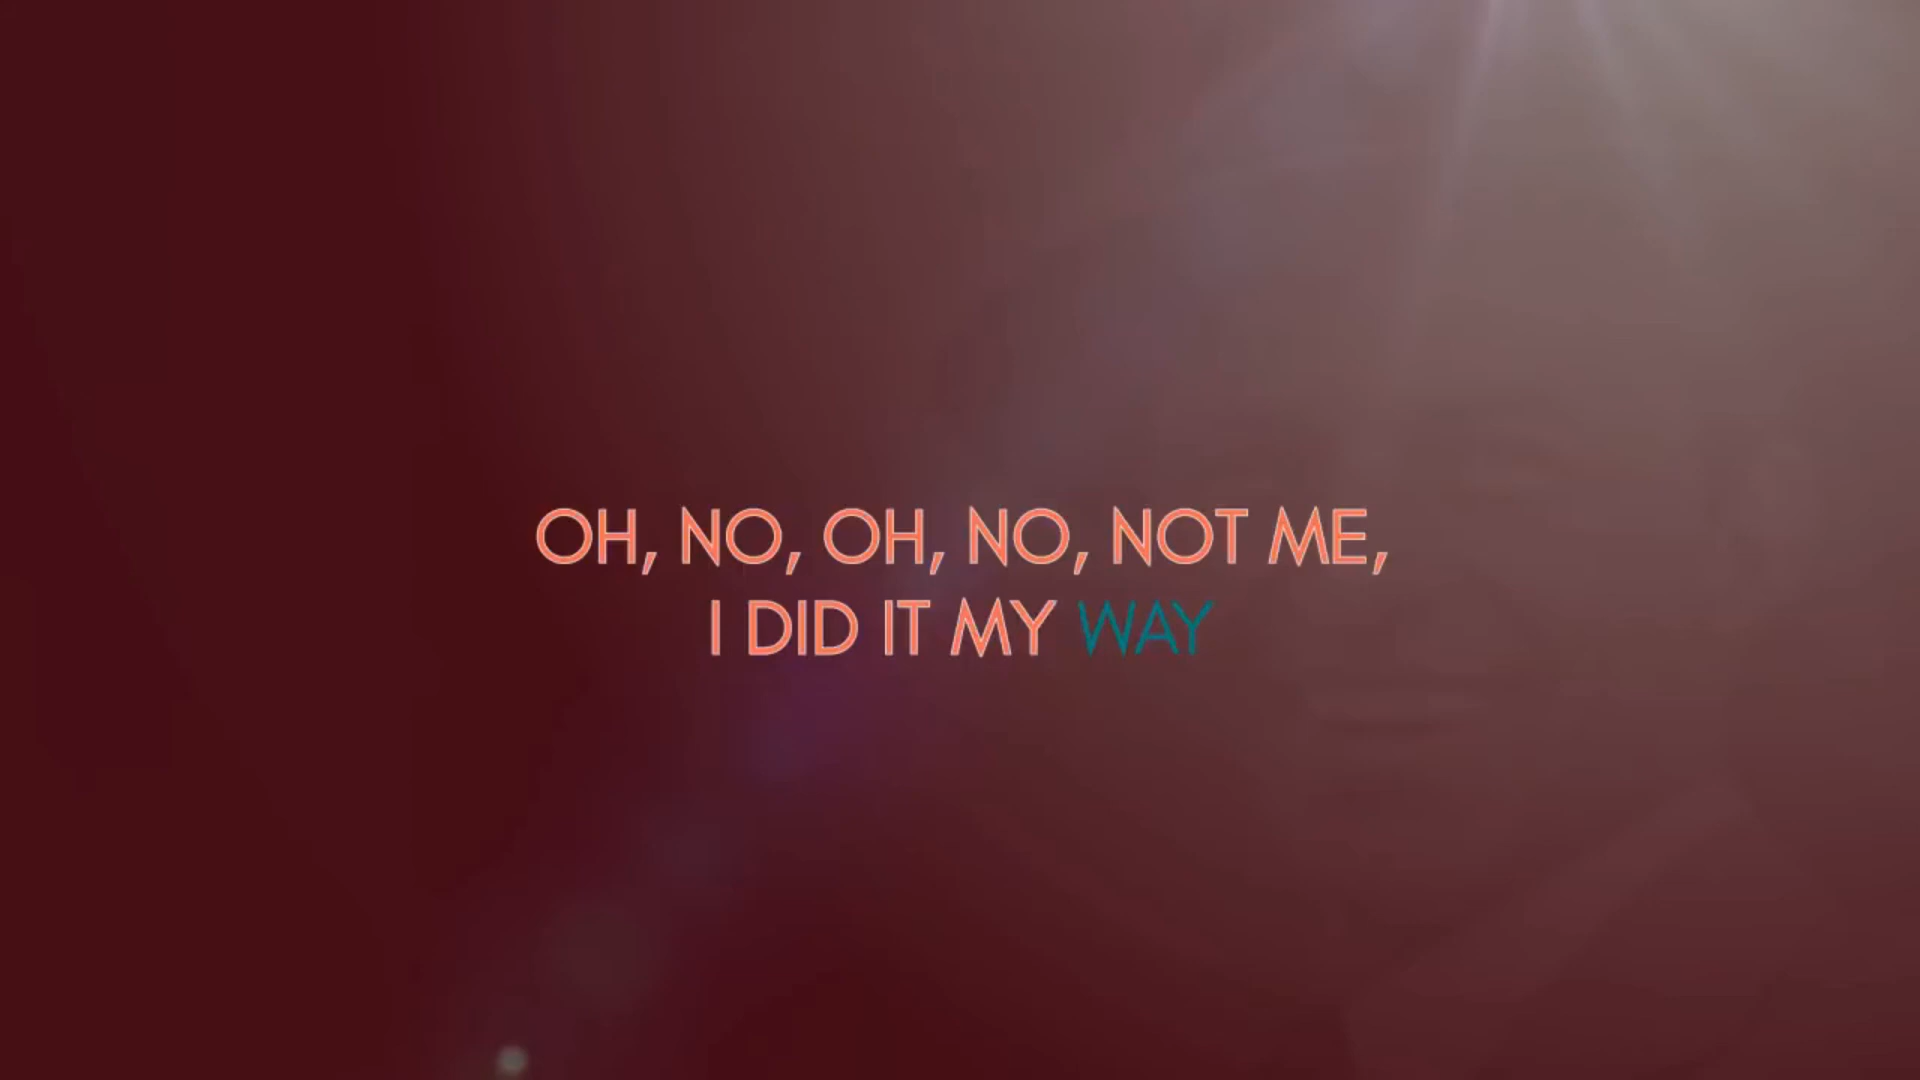 OH, NO, OH, NO, NOT ME,
I DID IT MY WAY